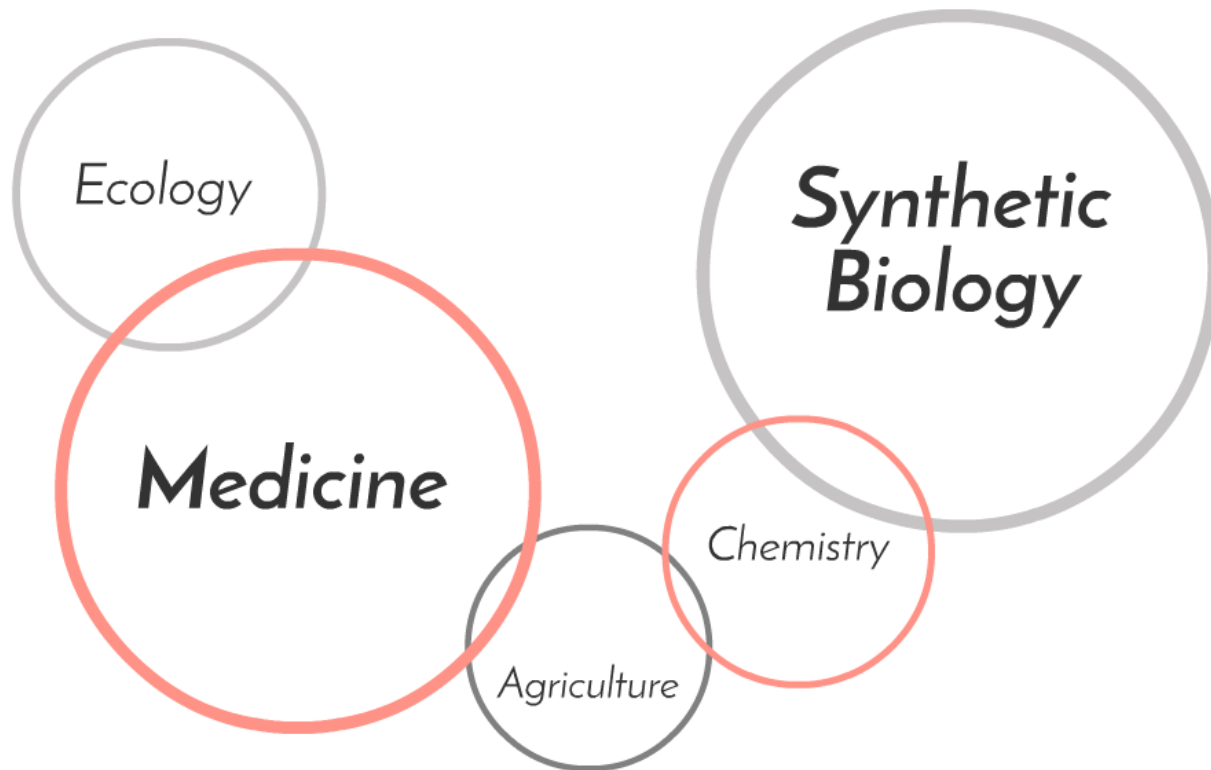 Ecology
Synthetic
Biology
Medicine
Chemistry
Agriculture